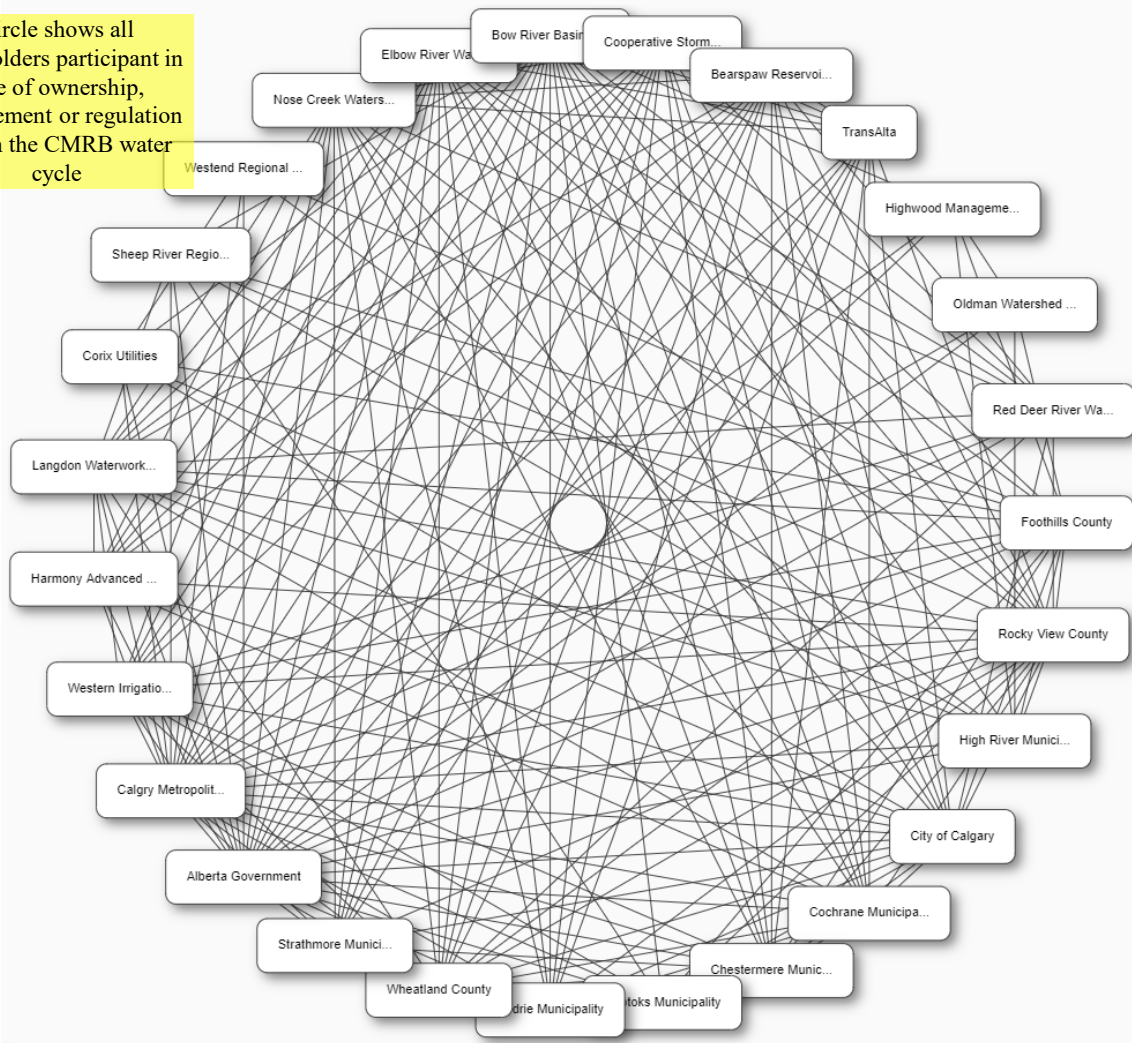 ircle shows all
olders participant in
e of ownership,
ement or regulation
n the CMRB water
cycle
Bow River Basin
Cooperative Storm...
Elbow River Wa
Bearspaw Reservoi...
Nose Creek Waters...
TransAlta
Westend Regional ...
Highwood Manageme...
Sheep River Regio...
Oldman Watershed ...
Corix Utilities
Red Deer River Wa...
Langdon Waterwork...
Foothills County
Harmony Advanced ...
Rocky View County
Western Irrigatio...
High River Munici...
Calgry Metropolit...
City of Calgary
Alberta Government
Cochrane Municipa...
Strathmore Munici...
Chestermere Munic...
Wheatland County
drie Municipality
toks Municipality